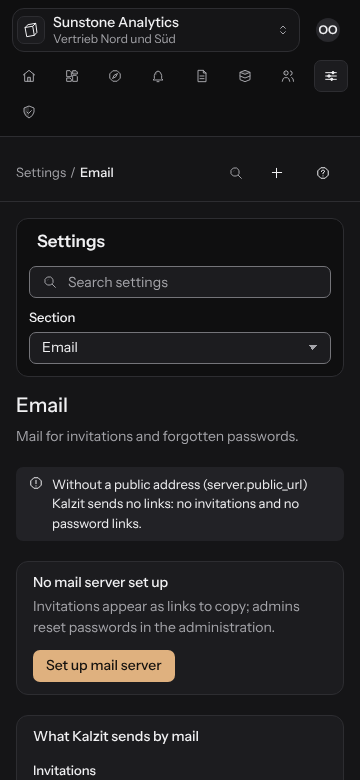 Sunstone Analytics
Vertrieb Nord und Süd
OO
Settings / Email
Settings
Search settings
Section
Email
Email
Mail for invitations and forgotten passwords.
Without a public address (server.public_url)
Kalzit sends no links: no invitations and no
password links.
No mail server set up
Invitations appear as links to copy; admins
reset passwords in the administration.
Set up mail server
What Kalzit sends by mail
Invitations